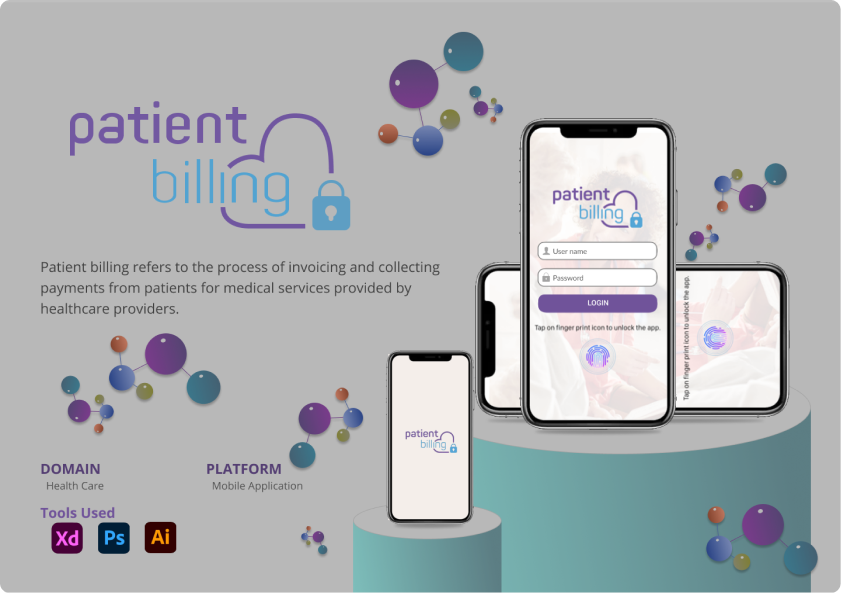 patient
billing
Patient billing refers to the process of invoicing and collecting
payments from patients for medical services provided by
healthcare providers.
DOMAIN
Health Care
PLATFORM
Mobile Application
Tools Used
Xd
Ps
Ai
patient
billing
patient
billing
User name
Password
LOGIN
Tap on finger print icon to unlock the app.
Tap on finger print icon to unlock the app.